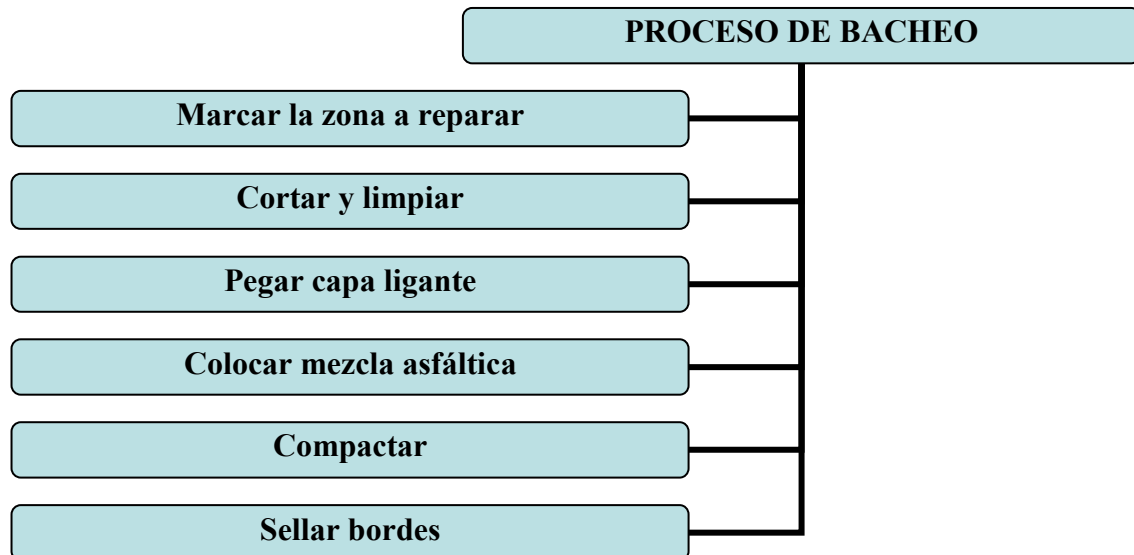 PROCESO DE BACHEO
Marcar la zona a reparar
Cortar y limpiar
Pegar capa ligante
Colocar mezcla asfáltica
Compactar
Sellar bordes